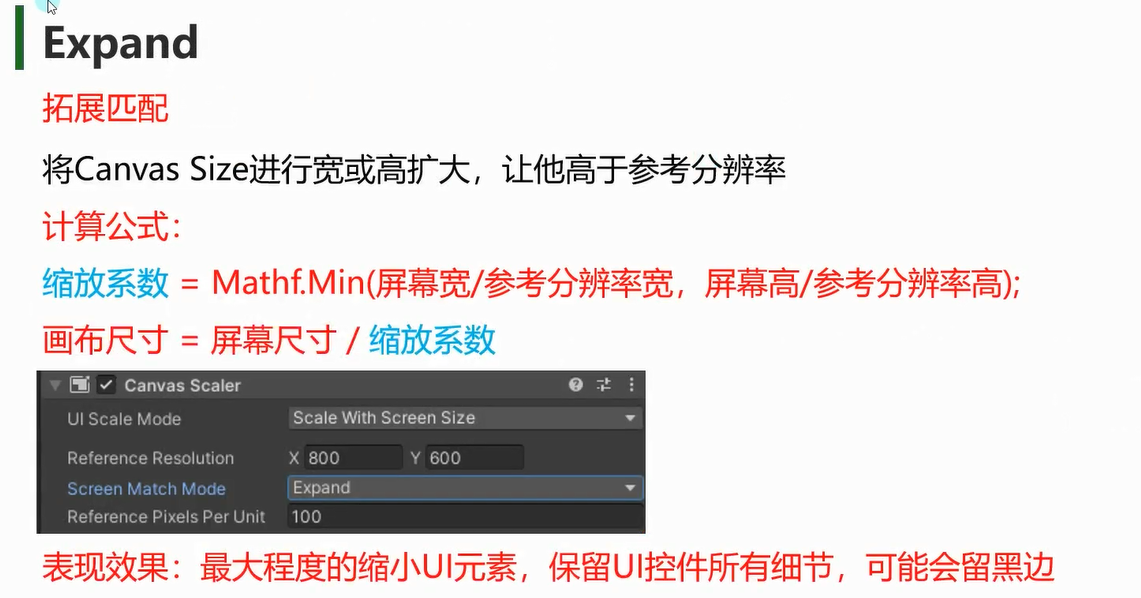 Expand
拓展匹配
将Canvas Size进行宽或高扩大，让他高于参考分辨率
计算公式：
缩放系数 = Mathf.Min(屏幕宽/参考分辨率宽，屏幕高/参考分辨率高);
画布尺寸 = 屏幕尺寸 / 缩放系数
Canvas Scaler
UI Scale Mode Scale With Screen Size
Reference Resolution X 800 Y 600
Screen Match Mode Expand
Reference Pixels Per Unit 100
表现效果：最大程度的缩小UI元素，保留UI控件所有细节，可能会留黑边